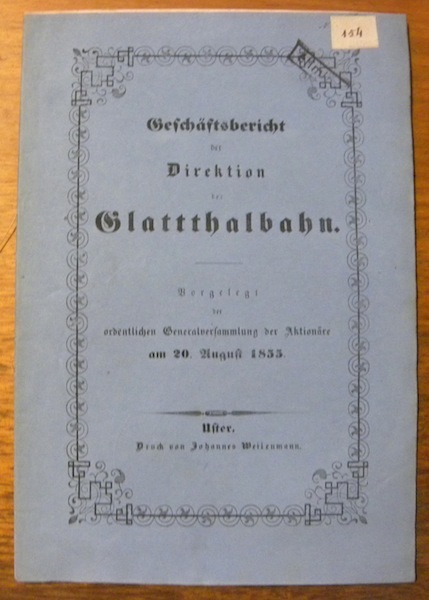 154
Geschäftsbericht
der
Direktion
der
Glattthalbahn.
Vorgelegt
der
ordentlichen Generalversammlung der Aktionäre
am 20. August 1855.
Uster.
Druck von Johannes Weilenmann.